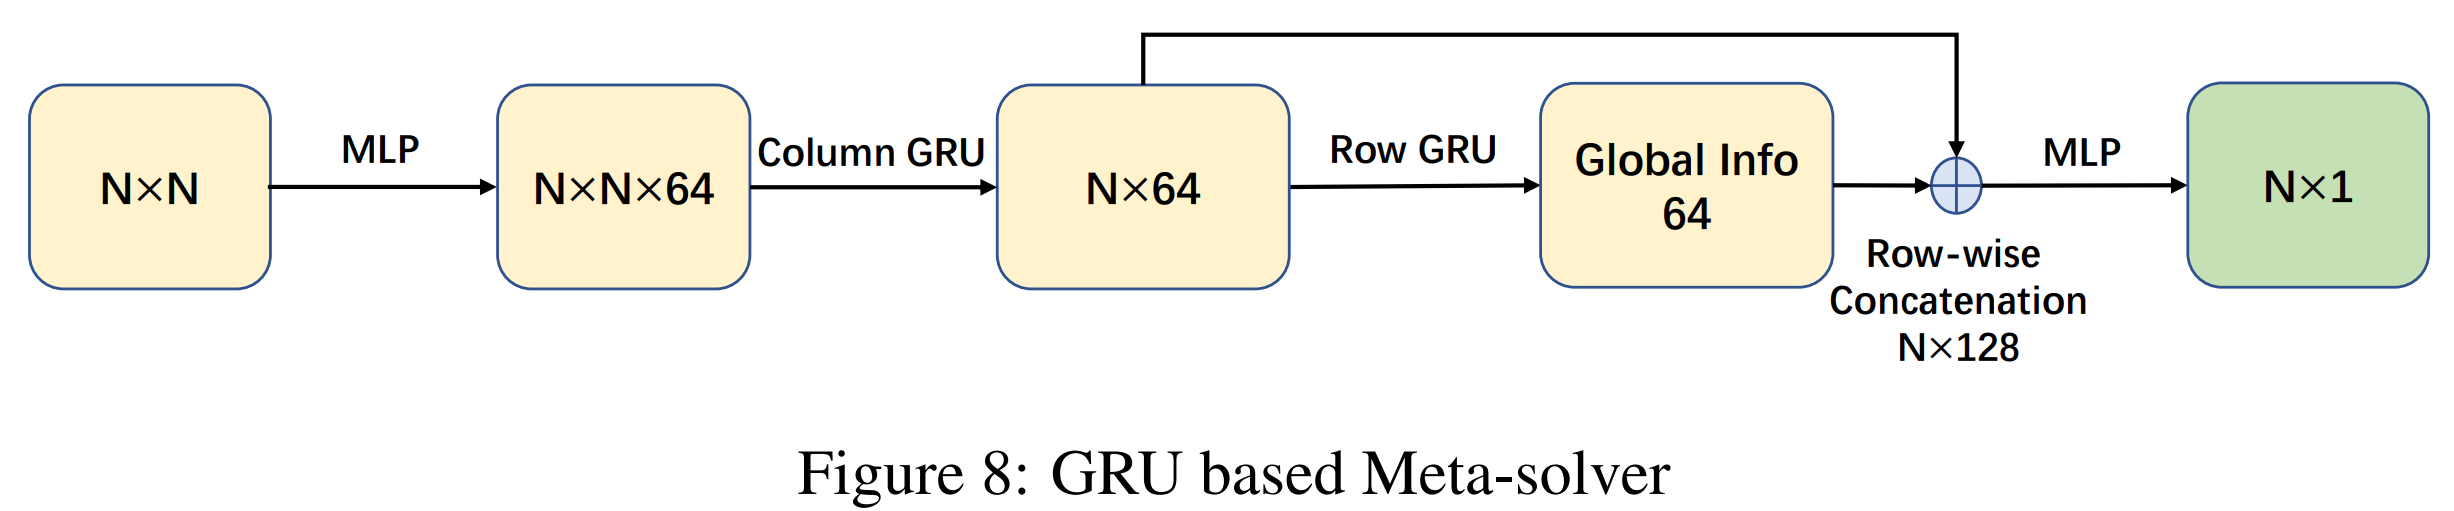 N×N
MLP
N×N×64
Column GRU
N×64
Row GRU
Global Info
64
Row-wise
Concatenation
N×128
MLP
N×1
Figure 8: GRU based Meta-solver